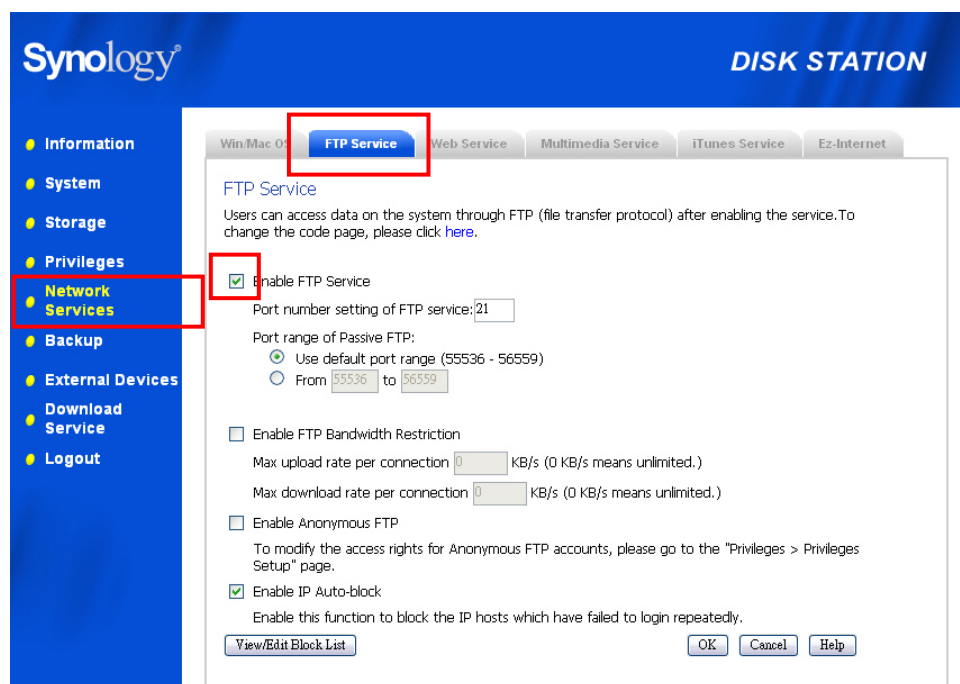 Synology®
DISK STATION
Information
System
Storage
Privileges
Network
Services
Backup
External Devices
Download
Service
Logout
Win/Mac OS FTP Service Web Service Multimedia Service iTunes Service Ez-Internet
FTP Service
Users can access data on the system through FTP (file transfer protocol) after enabling the service.To
change the code page, please click here.
Enable FTP Service
Port number setting of FTP service: 21
Port range of Passive FTP:
Use default port range (55536 - 56559)
From 55536 to 56559
Enable FTP Bandwidth Restriction
Max upload rate per connection 0 KB/s (0 KB/s means unlimited.)
Max download rate per connection 0 KB/s (0 KB/s means unlimited.)
Enable Anonymous FTP
To modify the access rights for Anonymous FTP accounts, please go to the "Privileges > Privileges
Setup" page.
Enable IP Auto-block
Enable this function to block the IP hosts which have failed to login repeatedly.
View/Edit Block List OK Cancel Help